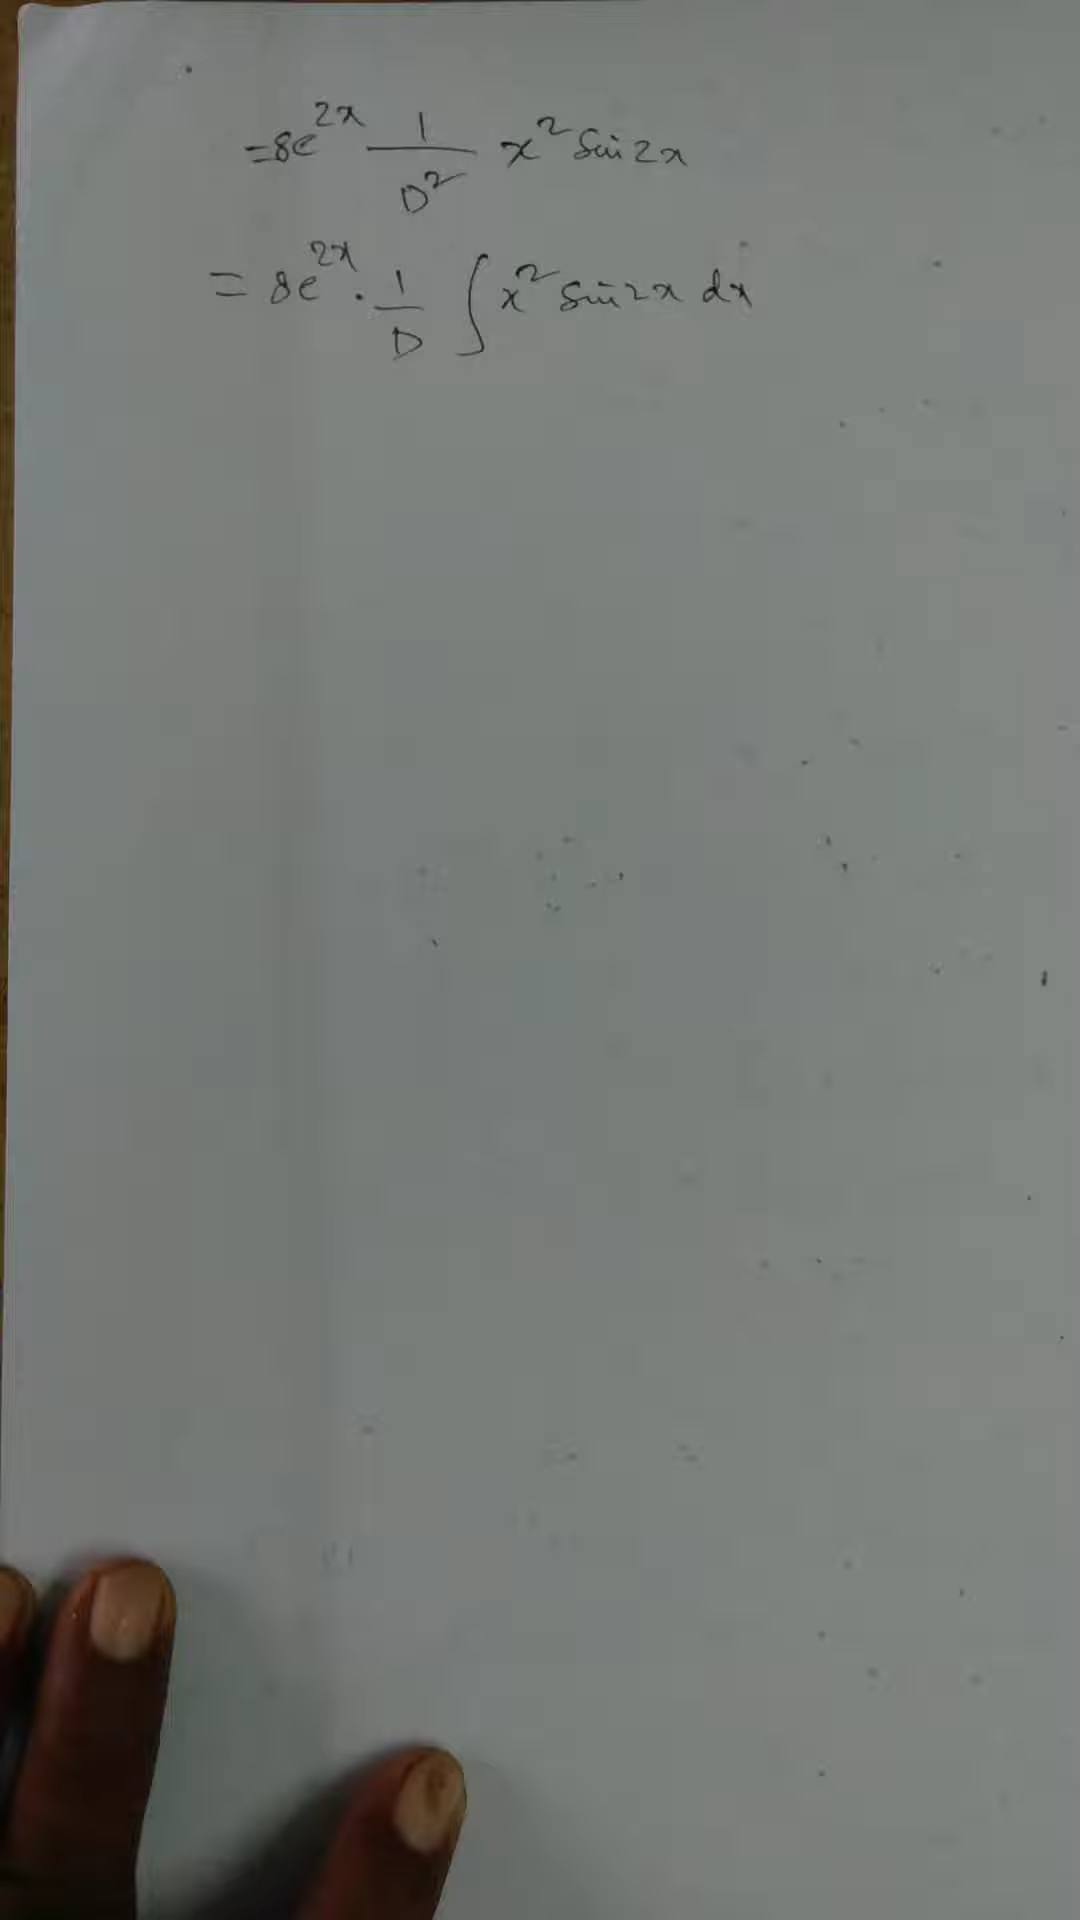 =8e^{2x} \frac{1}{D^2} x^2 sin 2x
= 8e^{2x} \cdot \frac{1}{D} \int x^2 sin 2x dx